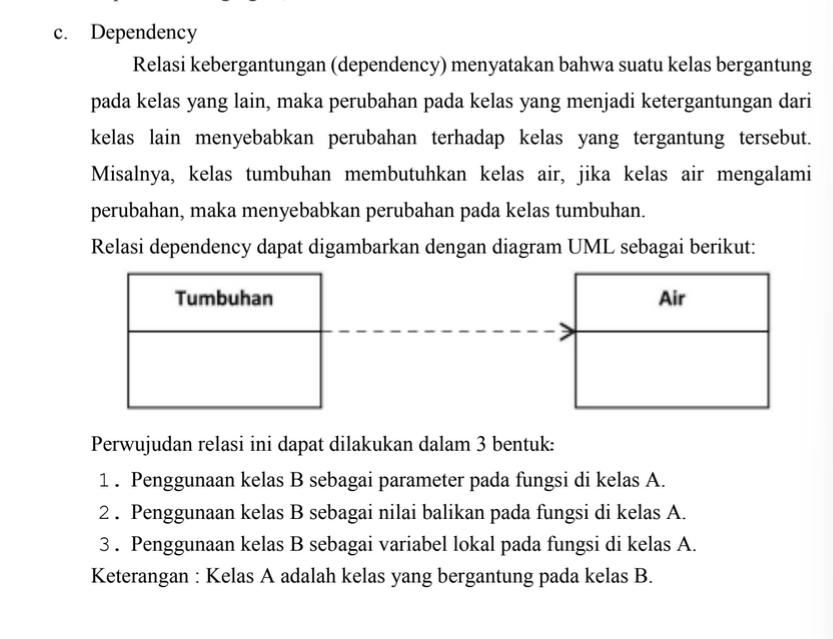 c. Dependency
Relasi kebergantungan (dependency) menyatakan bahwa suatu kelas bergantung
pada kelas yang lain, maka perubahan pada kelas yang menjadi ketergantungan dari
kelas lain menyebabkan perubahan terhadap kelas yang tergantung tersebut.
Misalnya, kelas tumbuhan membutuhkan kelas air, jika kelas air mengalami
perubahan, maka menyebabkan perubahan pada kelas tumbuhan.
Relasi dependency dapat digambarkan dengan diagram UML sebagai berikut:
Tumbuhan
Air
Perwujudan relasi ini dapat dilakukan dalam 3 bentuk:
1. Penggunaan kelas B sebagai parameter pada fungsi di kelas A.
2. Penggunaan kelas B sebagai nilai balikan pada fungsi di kelas A.
3. Penggunaan kelas B sebagai variabel lokal pada fungsi di kelas A.
Keterangan : Kelas A adalah kelas yang bergantung pada kelas B.